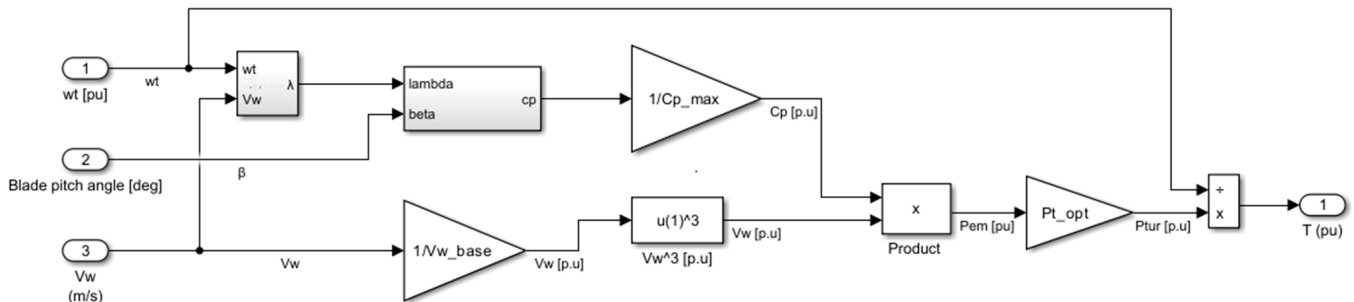 1
wt [pu]
wt
wt
Vw
λ
2
Blade pitch angle [deg]
β
lambda
beta
cp
1/Cp_max
Cp [p.u]
3
Vw
(m/s)
Vw
1/Vw_base
Vw [p.u]
u(1)^3
Vw^3 [p.u]
Vw [p.u]
x
Product
Pem [pu]
Pt_opt
Ptur [p.u]
÷
x
1
T (pu)